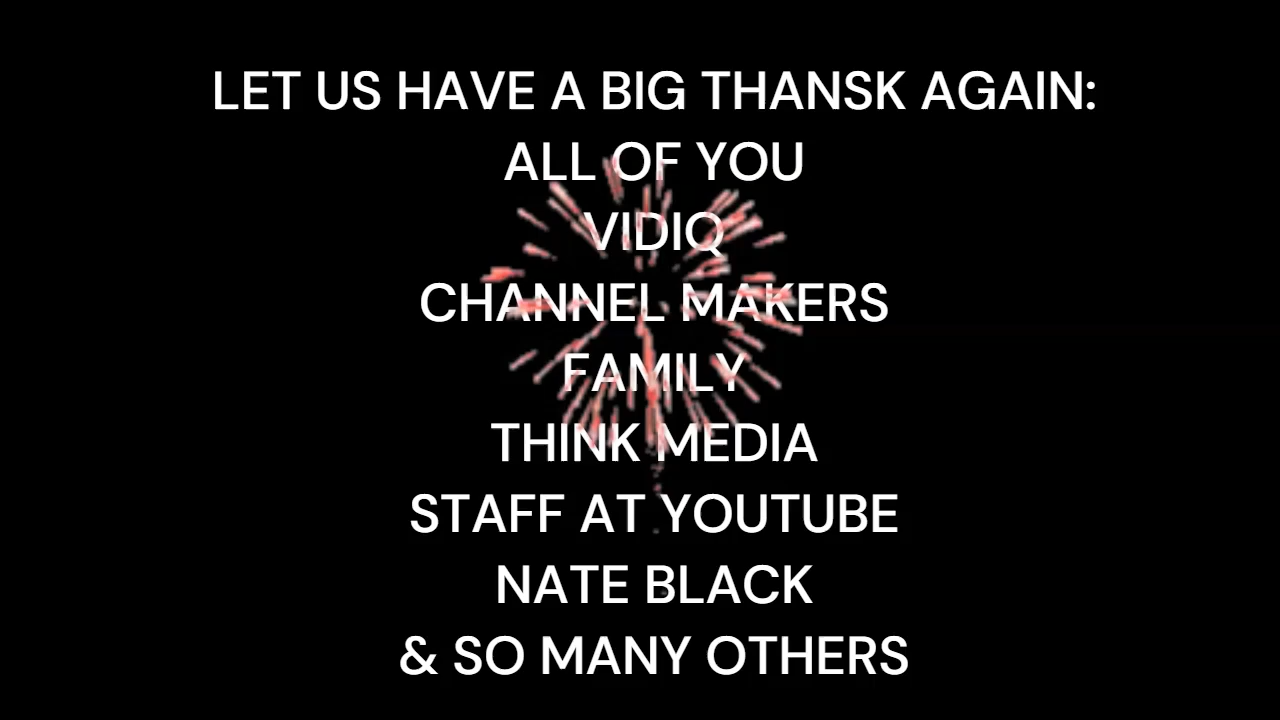 LET US HAVE A BIG THANSK AGAIN:
ALL OF YOU
VIDIQ
CHANNEL MAKERS
FAMILY
THINK MEDIA
STAFF AT YOUTUBE
NATE BLACK
& SO MANY OTHERS